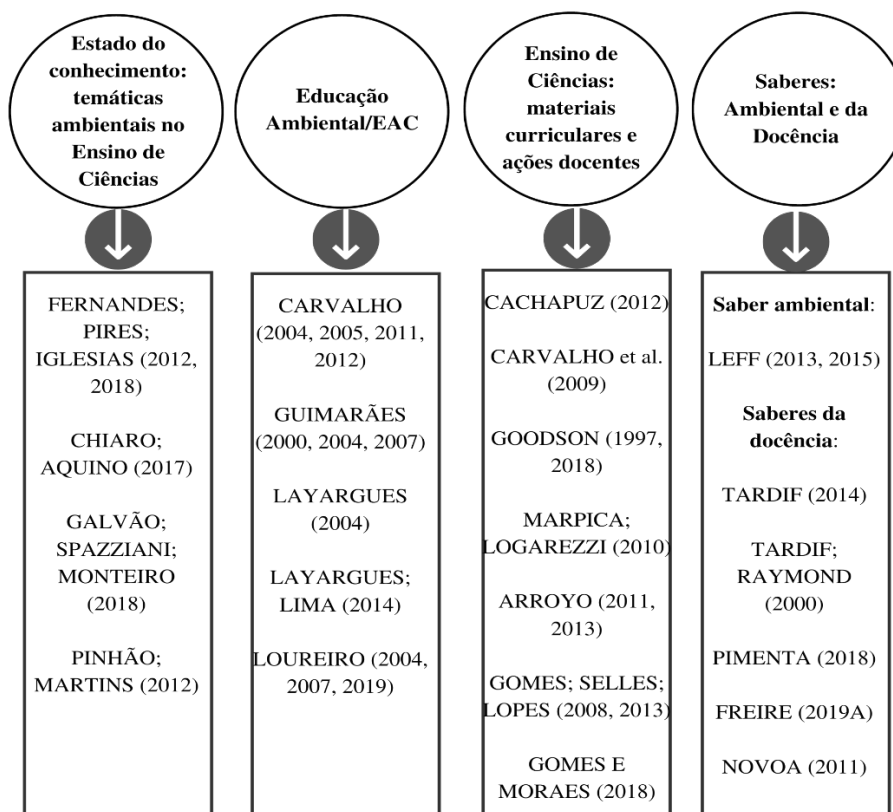 Estado do
conhecimento:
temáticas
ambientais no
Ensino de
Ciências
FERNANDES;
PIRES;
IGLESIAS (2012,
2018)
CHIARO;
AQUINO (2017)
GALVÃO;
SPAZZIANI;
MONTEIRO
(2018)
PINHÃO;
MARTINS (2012)
Educação
Ambiental/EAC
CARVALHO
(2004, 2005, 2011,
2012)
GUIMARÃES
(2000, 2004, 2007)
LAYARGUES
(2004)
LAYARGUES;
LIMA (2014)
LOUREIRO (2004,
2007, 2019)
Ensino de
Ciências:
materiais
curriculares e
ações docentes
CACHAPUZ (2012)
CARVALHO et al.
(2009)
GOODSON (1997,
2018)
MARPICA;
LOGAREZZI (2010)
ARROYO (2011,
2013)
GOMES; SELLES;
LOPES (2008, 2013)
GOMES E
MORAES (2018)
Saberes:
Ambiental e da
Docência
Saber ambiental:
LEFF (2013, 2015)
Saberes da
docência:
TARDIF (2014)
TARDIF;
RAYMOND
(2000)
PIMENTA (2018)
FREIRE (2019A)
NOVOA (2011)